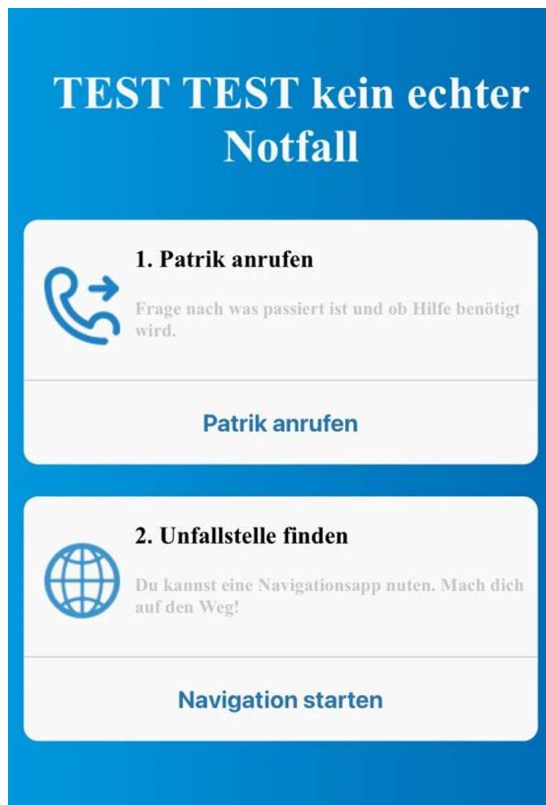 TEST TEST kein echter
Notfall
1. Patrik anrufen
Frage nach was passiert ist und ob Hilfe benötigt
wird.
Patrik anrufen
2. Unfallstelle finden
Du kannst eine Navigationsapp nuten. Mach dich
auf den Weg!
Navigation starten